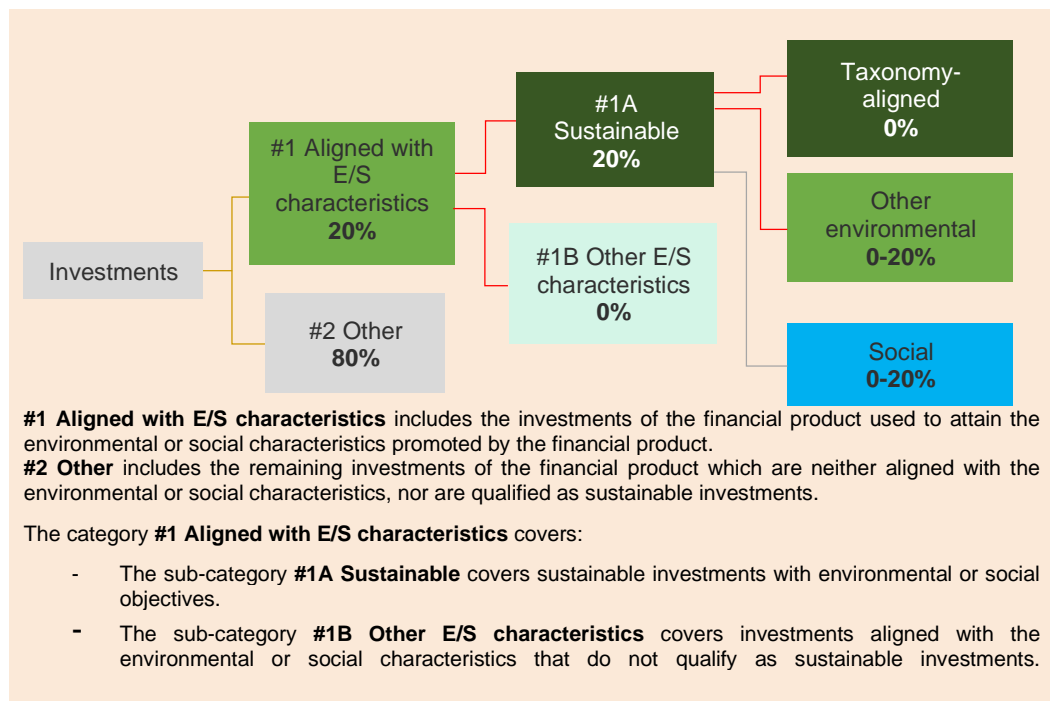 Investments
#1 Aligned with
E/S
characteristics
20%
#2 Other
80%
#1A
Sustainable
20%
#1B Other E/S
characteristics
0%
Taxonomy-
aligned
0%
Other
environmental
0-20%
Social
0-20%
#1 Aligned with E/S characteristics includes the investments of the financial product used to attain the
environmental or social characteristics promoted by the financial product.
#2 Other includes the remaining investments of the financial product which are neither aligned with the
environmental or social characteristics, nor are qualified as sustainable investments.
The category #1 Aligned with E/S characteristics covers:
- The sub-category #1A Sustainable covers sustainable investments with environmental or social
objectives.
- The sub-category #1B Other E/S characteristics covers investments aligned with the
environmental or social characteristics that do not qualify as sustainable investments.